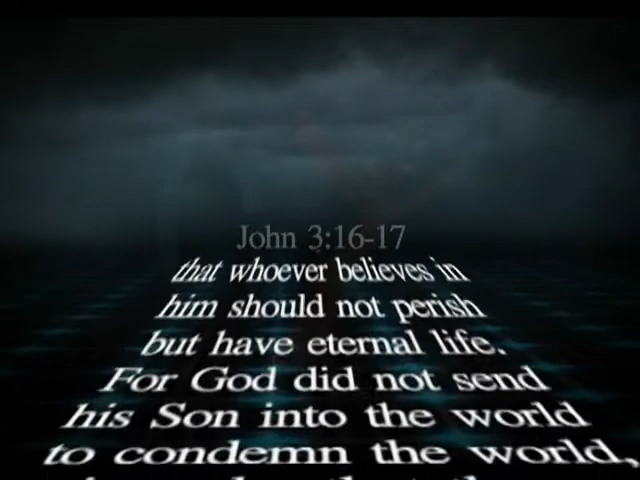 John 3:16-17
that whoever believes in
him should not perish
but have eternal life.
For God did not send
his Son into the world
to condemn the world,